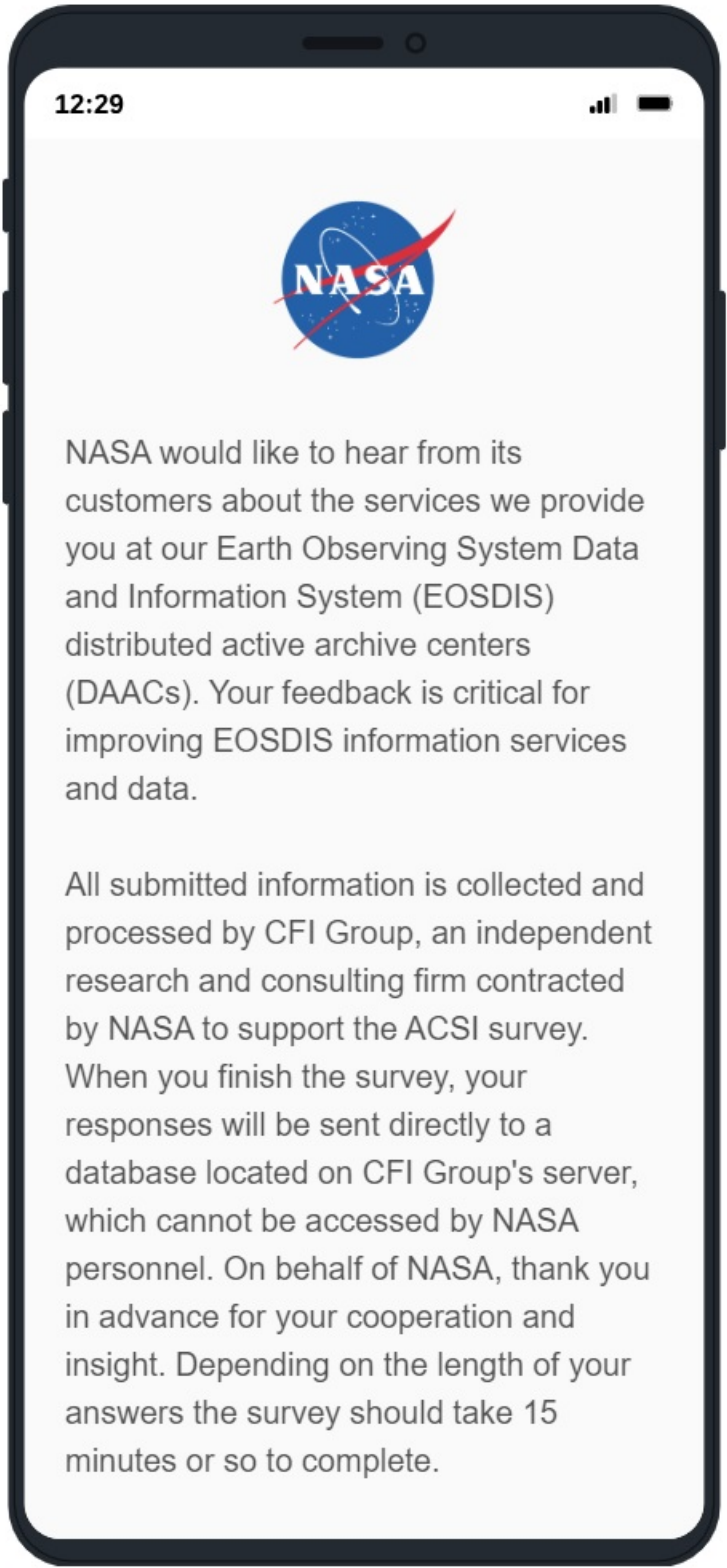 12:29
NASA
NASA would like to hear from its
customers about the services we provide
you at our Earth Observing System Data
and Information System (EOSDIS)
distributed active archive centers
(DAACs). Your feedback is critical for
improving EOSDIS information services
and data.
All submitted information is collected and
processed by CFI Group, an independent
research and consulting firm contracted
by NASA to support the ACSI survey.
When you finish the survey, your
responses will be sent directly to a
database located on CFI Group's server,
which cannot be accessed by NASA
personnel. On behalf of NASA, thank you
in advance for your cooperation and
insight. Depending on the length of your
answers the survey should take 15
minutes or so to complete.